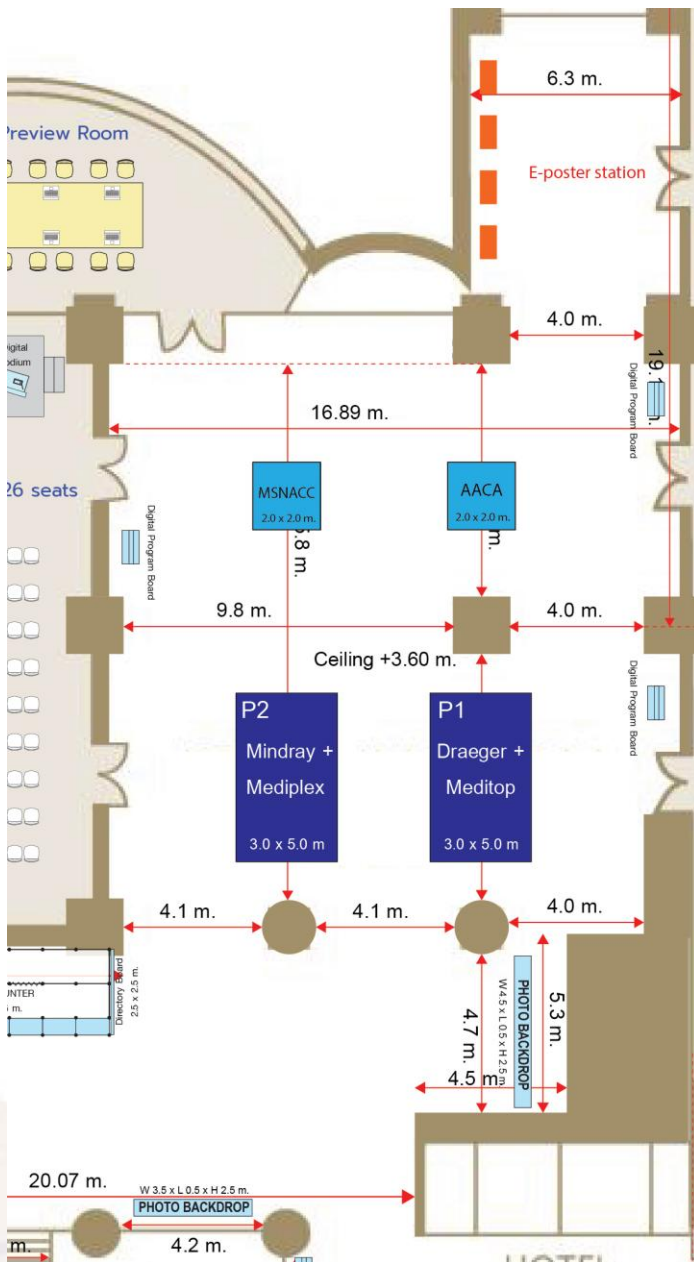 Preview Room
6.3 m.
E-poster station
4.0 m.
Digital Program Board
16.89 m.
MSNACC
2.0 x 2.0 m.
AACA
2.0 x 2.0 m.
m.
26 seats
Digital Program Board
9.8 m.
4.0 m.
Ceiling +3.60 m.
Digital Program Board
P2
Mindray +
Mediplex
3.0 x 5.0 m
P1
Draeger +
Meditop
3.0 x 5.0 m
4.1 m.
4.1 m.
4.0 m.
Directory Board
2.5 x 2.5 m.
UNTER
m.
4.7 m.
W 4.5 x L 0.5 x H 2.5 m.
PHOTO BACKDROP
5.3 m.
4.5 m.
20.07 m.
W 3.5 x L 0.5 x H 2.5 m.
PHOTO BACKDROP
4.2 m.
m.
HOTEL